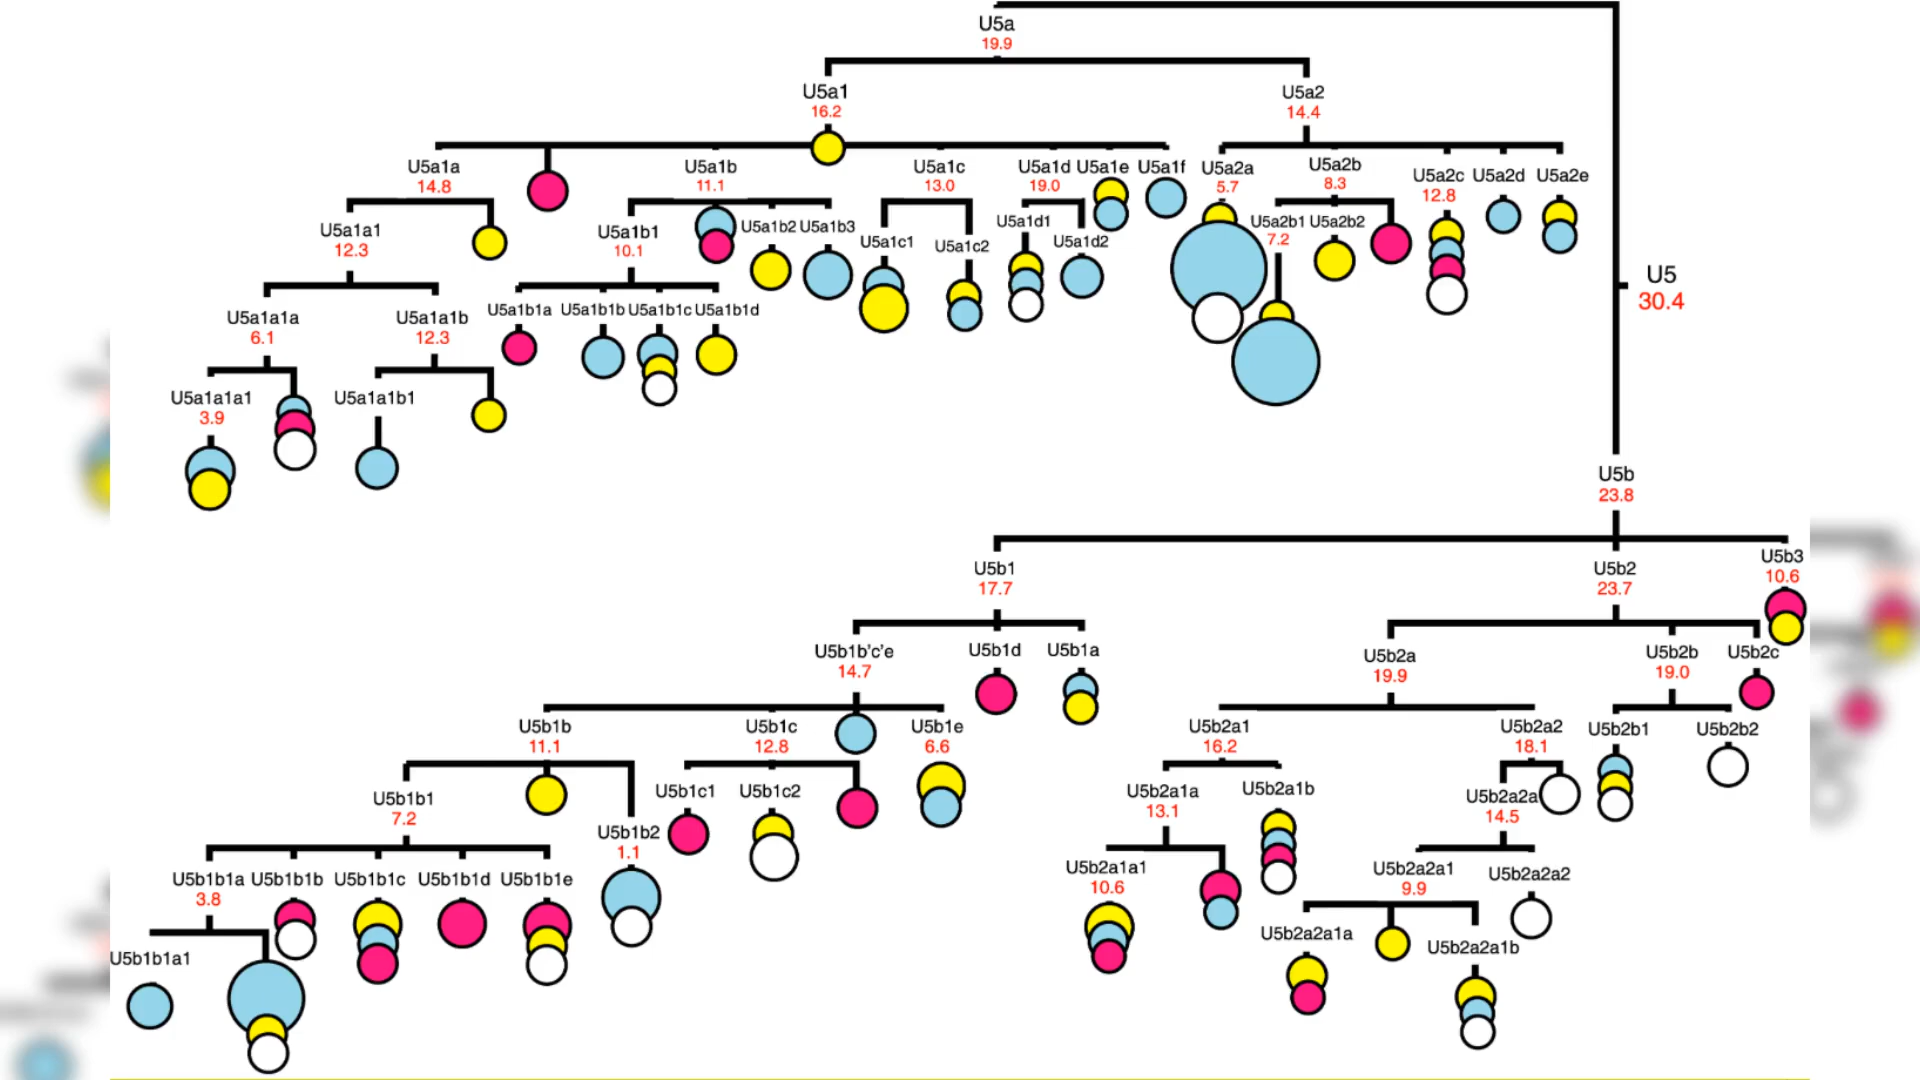 U5a
19.9
U5a1
16.2
U5a2
14.4
U5a1a
14.8
U5a1b
11.1
U5a1c
13.0
U5a1d
19.0
U5a1e
U5a1f
U5a2a
5.7
U5a2b
8.3
U5a2c
12.8
U5a2d
U5a2e
U5a1a1
12.3
U5a1b1
10.1
U5a1b2
U5a1b3
U5a1c1
U5a1c2
U5a1d1
U5a1d2
U5a2b1
7.2
U5a2b2
U5
30.4
U5a1a1a
6.1
U5a1a1b
12.3
U5a1b1a
U5a1b1b
U5a1b1c
U5a1b1d
U5a1a1a1
3.9
U5a1a1b1
U5b
23.8
U5b1
17.7
U5b2
23.7
U5b3
10.6
U5b1b'c'e
14.7
U5b1d
U5b1a
U5b2a
19.9
U5b2b
19.0
U5b2c
U5b1b
11.1
U5b1c
12.8
U5b1e
6.6
U5b2a1
16.2
U5b2a2
18.1
U5b2b1
U5b2b2
U5b1b1
7.2
U5b1b2
1.1
U5b1c1
U5b1c2
U5b2a1a
13.1
U5b2a1b
U5b2a2a
14.5
U5b1b1a
3.8
U5b1b1b
U5b1b1c
U5b1b1d
U5b1b1e
U5b2a1a1
10.6
U5b2a2a1
9.9
U5b2a2a2
U5b1b1a1
U5b2a2a1a
U5b2a2a1b